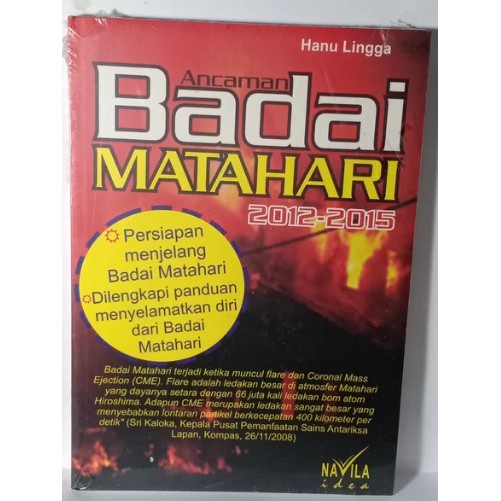 Hanu Lingga
Ancaman
Badai
MATAHARI
2012-2015
Persiapan
menjelang
Badai Matahari
Dilengkapi panduan
menyelamatkan diri
dari Badai
Matahari
Badai Matahari terjadi ketika muncul flare dan Coronal Mass
Ejection (CME). Flare adalah ledakan besar di atmosfer Matahari
yang dayanya setara dengan 66 juta kali ledakan bom atom
Hiroshima. Adapun CME merupakan ledakan sangat besar yang
menyebabkan lontaran partikel berkecepatan 400 kilometer per
detik" (Sri Kaloka, Kepala Pusat Pemanfaatan Sains Antariksa
Lapan, Kompas, 26/11/2008)
NAVILA
idea